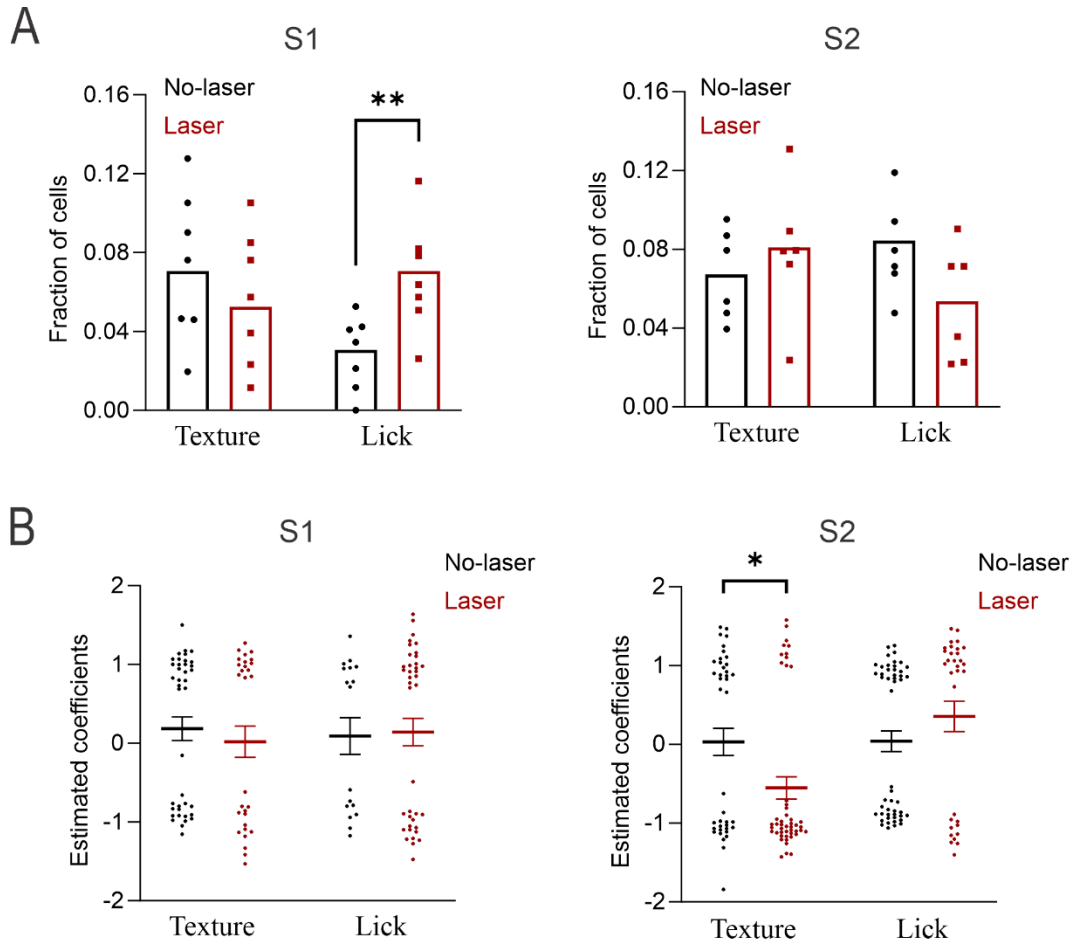 A
S1
S2
No-laser
Laser
**
0.16
0.12
0.08
0.04
0.00
Fraction of cells
Texture
Lick
No-laser
Laser
0.16
0.12
0.08
0.04
0.00
Fraction of cells
Texture
Lick
B
S1
S2
No-laser
Laser
2
1
0
-1
-2
Estimated coefficients
Texture
Lick
No-laser
Laser
*
2
1
0
-1
-2
Estimated coefficients
Texture
Lick